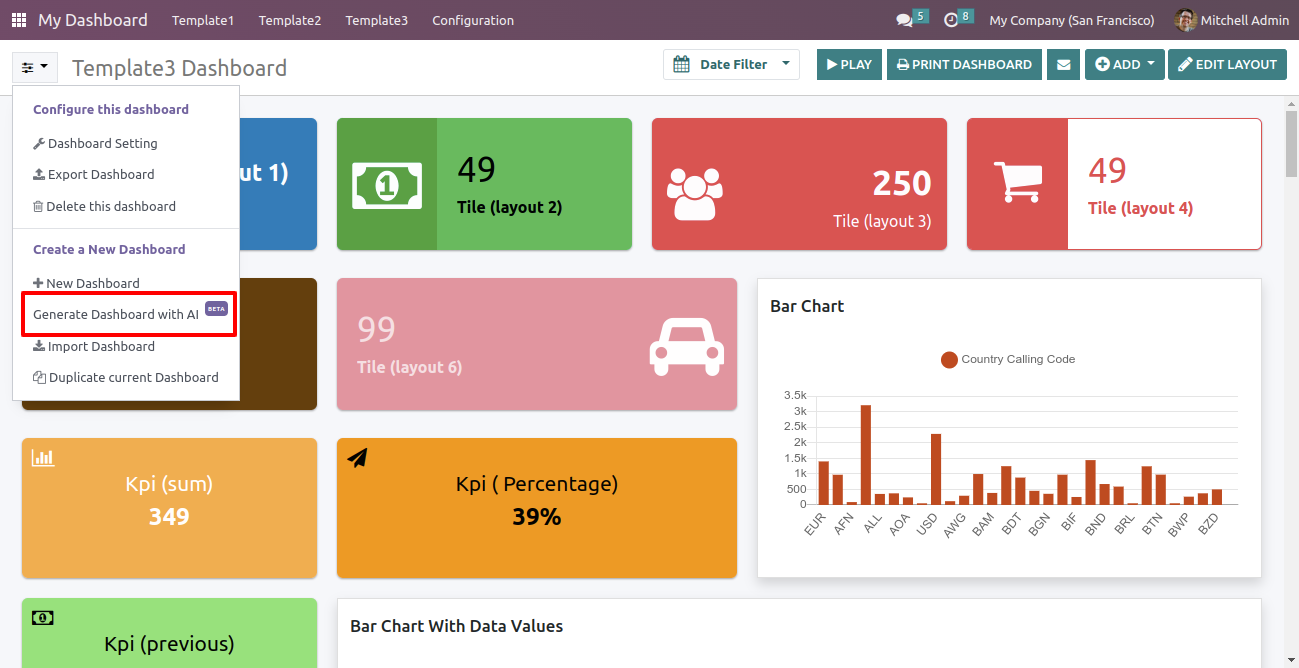 My Dashboard Template1 Template2 Template3 Configuration 5 8 My Company (San Francisco) Mitchell Admin
Template3 Dashboard Date Filter PLAY PRINT DASHBOARD ADD EDIT LAYOUT
Configure this dashboard
Dashboard Setting
Export Dashboard
Delete this dashboard
Create a New Dashboard
New Dashboard
Generate Dashboard with AI BETA
Import Dashboard
Duplicate current Dashboard
ut 1)
1
49
Tile (layout 2)
250
Tile (layout 3)
49
Tile (layout 4)
99
Tile (layout 6)
Bar Chart
Country Calling Code
3.5k
3k
2.5k
2k
1.5k
1k
500
0
EUR AFN ALL AOA USD AWG BAM BDT BGN BIF BND BRL BTN BWP BZD
Kpi (sum)
349
Kpi ( Percentage)
39%
Kpi (previous)
Bar Chart With Data Values